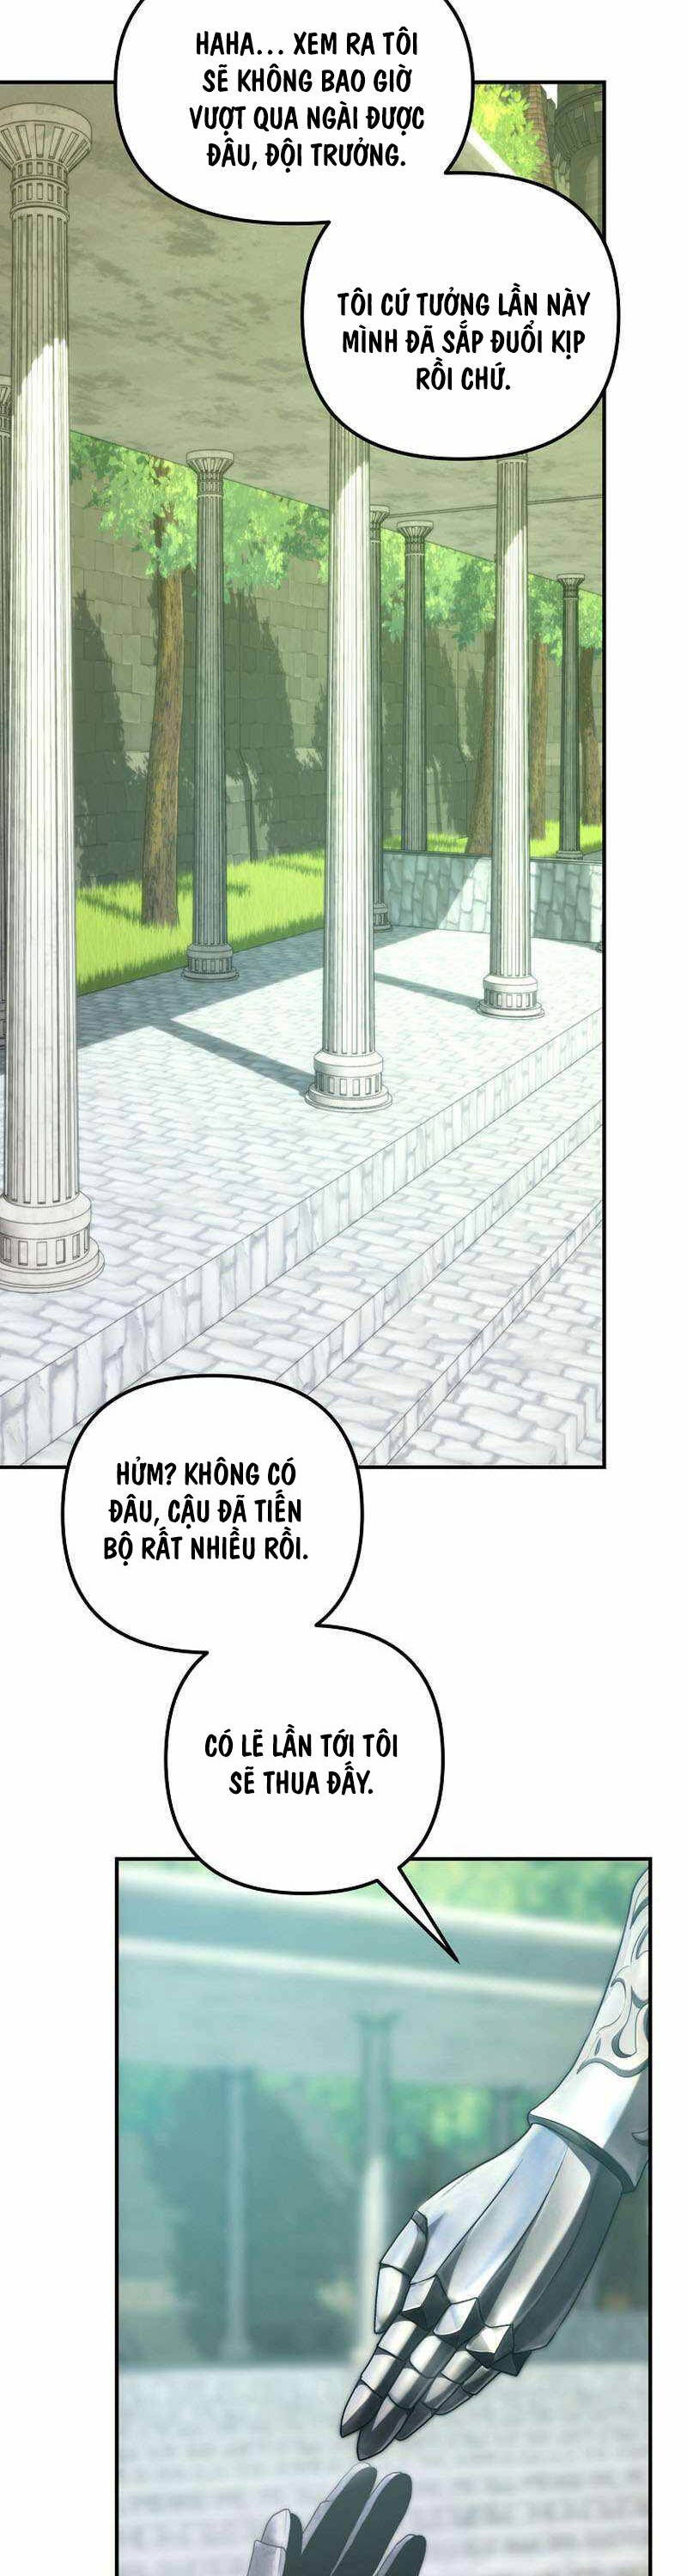 HAHA... XEM RA TÔI
SẼ KHÔNG BAO GIỜ
VƯỢT QUA NGÀI ĐƯỢC
ĐÂU, ĐỘI TRƯỞNG.
TÔI CỨ TƯỞNG LẦN NÀY
MÌNH ĐÃ SẮP ĐUỔI KỊP
RỒI CHỨ.
HỬM? KHÔNG CÓ
ĐÂU, CẬU ĐÃ TIẾN
BỘ RẤT NHIỀU RỒI.
CÓ LẼ LẦN TỚI TÔI
SẼ THUA ĐẤY.